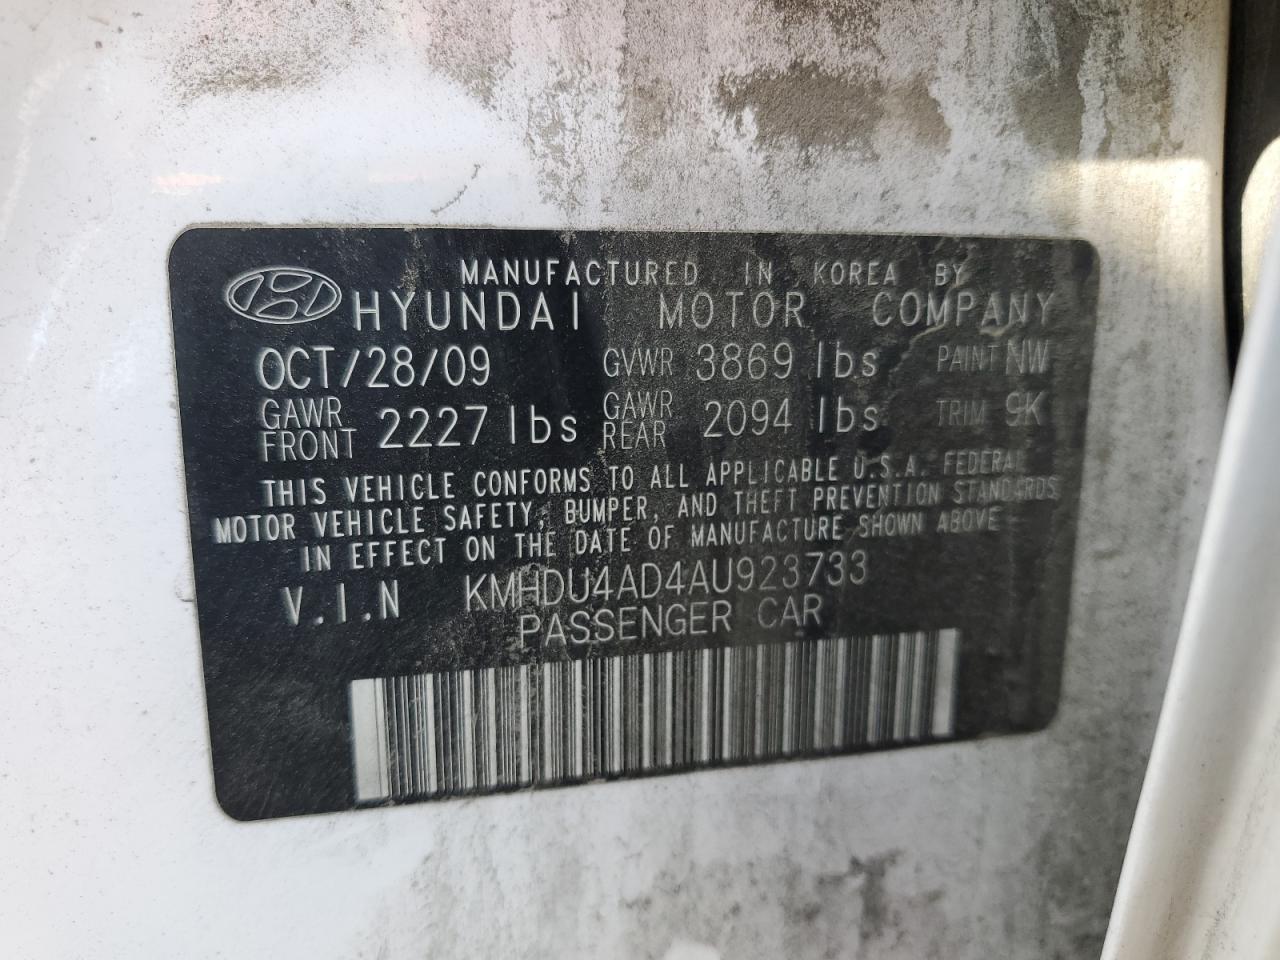 MANUFACTURED IN KOREA BY
HYUNDAI MOTOR COMPANY
OCT/28/09 GVWR 3869 lbs PAINT NW
GAWR FRONT 2227 lbs GAWR REAR 2094 lbs TRIM 9K
THIS VEHICLE CONFORMS TO ALL APPLICABLE U.S.A. FEDERAL
MOTOR VEHICLE SAFETY, BUMPER, AND THEFT PREVENTION STANDARDS
IN EFFECT ON THE DATE OF MANUFACTURE SHOWN ABOVE
V.I.N KMHDU4AD4AU923733
PASSENGER CAR